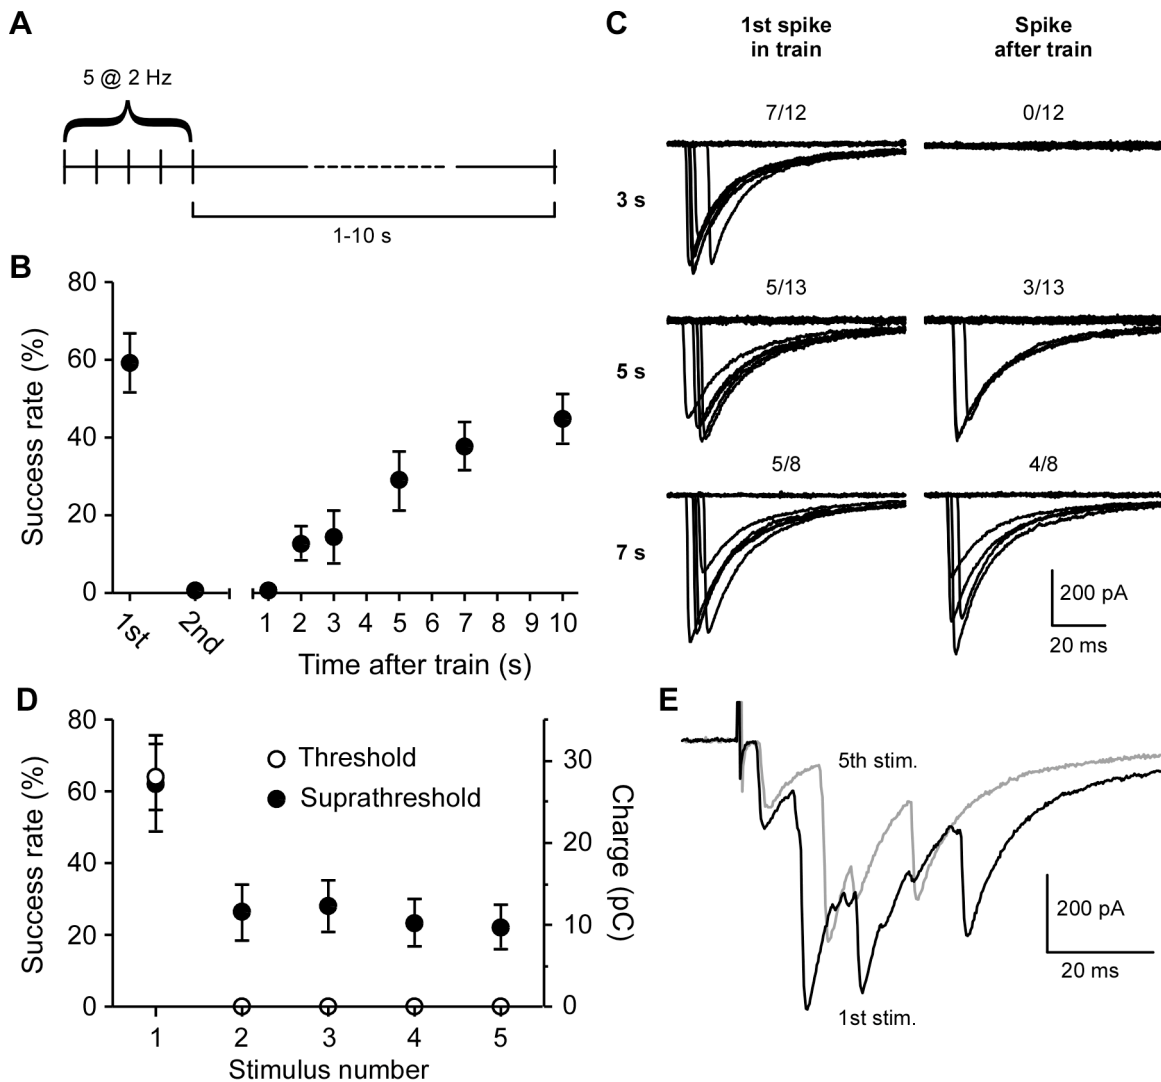 A
5 @ 2 Hz
1-10 s
B
80
60
40
20
0
Success rate (%)
1st
2nd
1 2 3 4 5 6 7 8 9 10
Time after train (s)
C
1st spike
in train
Spike
after train
7/12
0/12
3 s
5/13
3/13
5 s
5/8
4/8
7 s
200 pA
20 ms
D
80
60
40
20
0
Success rate (%)
Threshold
Suprathreshold
30
20
10
0
Charge (pC)
1 2 3 4 5
Stimulus number
E
5th stim.
1st stim.
200 pA
20 ms